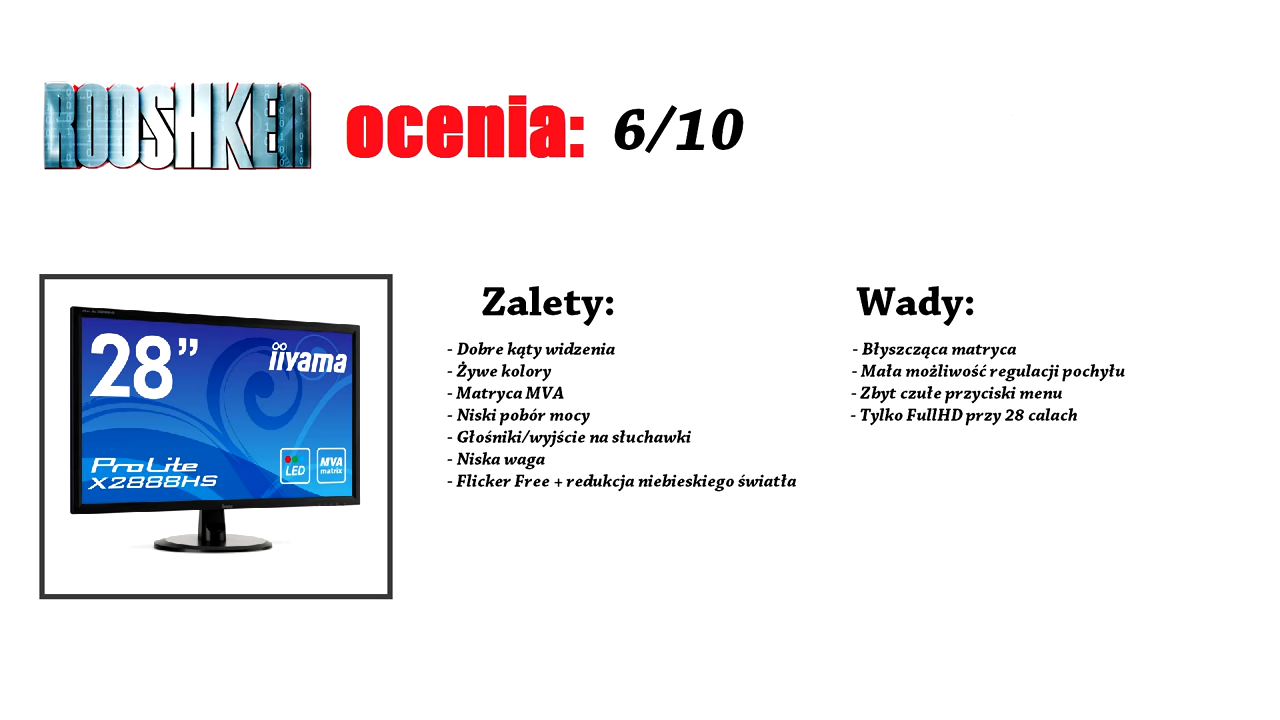 ROOSHKEN ocenia: 6/10
28”
iiyama
ProLite
X2888HS
LED
MVA
matrix
Zalety:
- Dobre kąty widzenia
- Żywe kolory
- Matryca MVA
- Niski pobór mocy
- Głośniki/wyjście na słuchawki
- Niska waga
- Flicker Free + redukcja niebieskiego światła
Wady:
- Błyszcząca matryca
- Mała możliwość regulacji pochyłu
- Zbyt czułe przyciski menu
- Tylko FullHD przy 28 calach